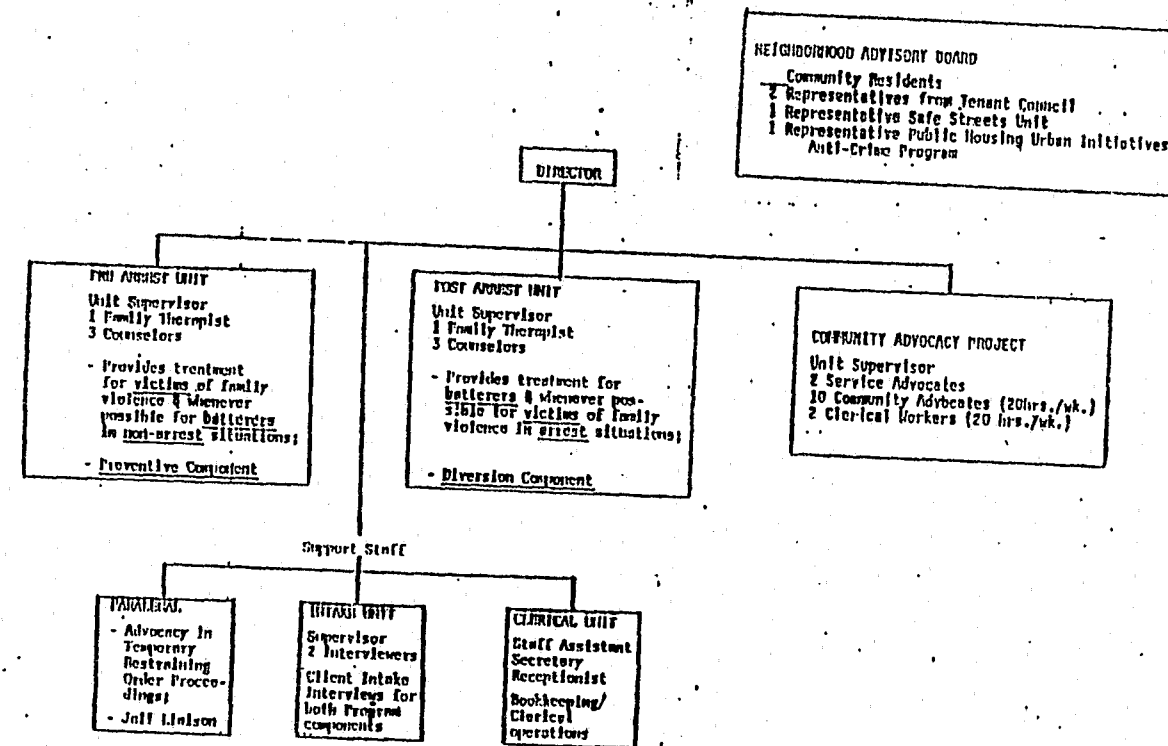 NEIGHBORHOOD ADVISORY BOARD
Community Residents
2 Representatives from Tenant Council
1 Representative Safe Streets Unit
1 Representative Public Housing Urban Initiatives
Anti-Crime Program
DIRECTOR
PRE ARREST UNIT
Unit Supervisor
1 Family Therapist
3 Counselors
- Provides treatment
for victims of family
violence & whenever
possible for batterers
in non-arrest situations;
- Preventive Component
POST ARREST UNIT
Unit Supervisor
1 Family Therapist
3 Counselors
- Provides treatment for
batterers & whenever pos-
sible for victims of family
violence in arrest situations;
- Diversion Component
COMMUNITY ADVOCACY PROJECT
Unit Supervisor
2 Service Advocates
10 Community Advocates (20hrs./wk.)
2 Clerical Workers (20 hrs./wk.)
Support Staff
PARALEGAL
- Advocacy in
Temporary
Restraining
Order Procee-
dings;
- Jail Liaison
INTAKE UNIT
Supervisor
2 Interviewers
Client Intake
Interviews for
both Program
components
CLERICAL UNIT
Staff Assistant
Secretary
Receptionist
Bookkeeping/
Clerical
operations